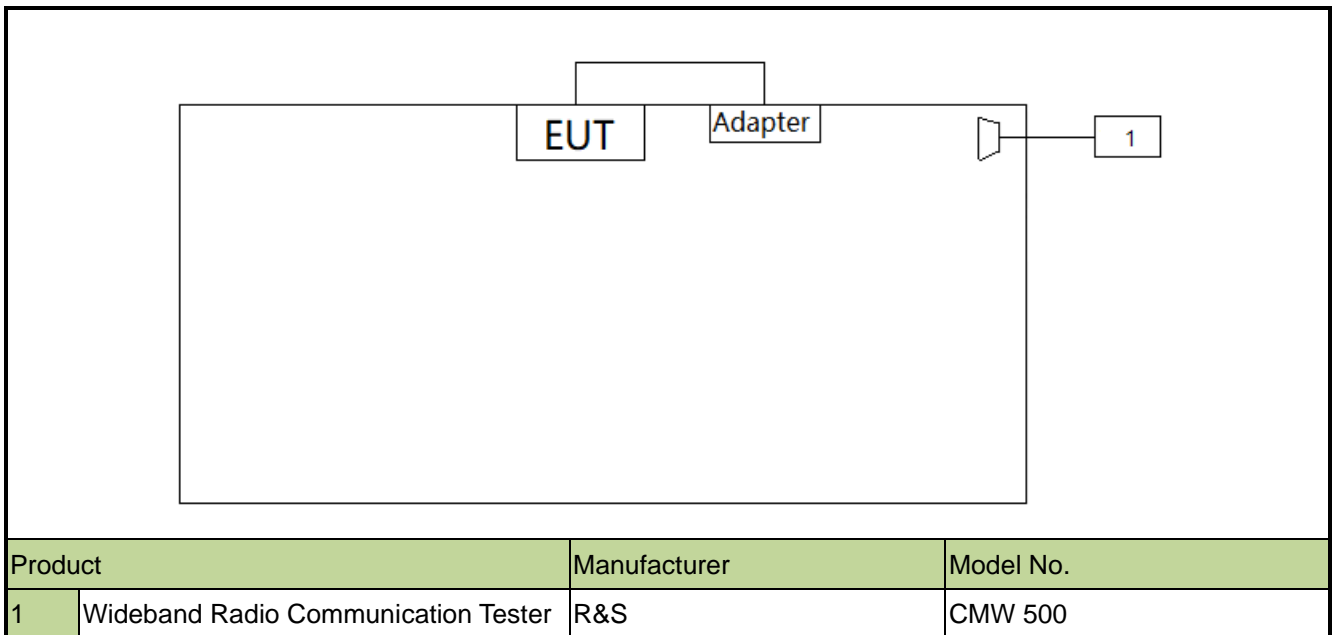 EUT
Adapter
1
Product Manufacturer Model No.
1 Wideband Radio Communication Tester R&S CMW 500